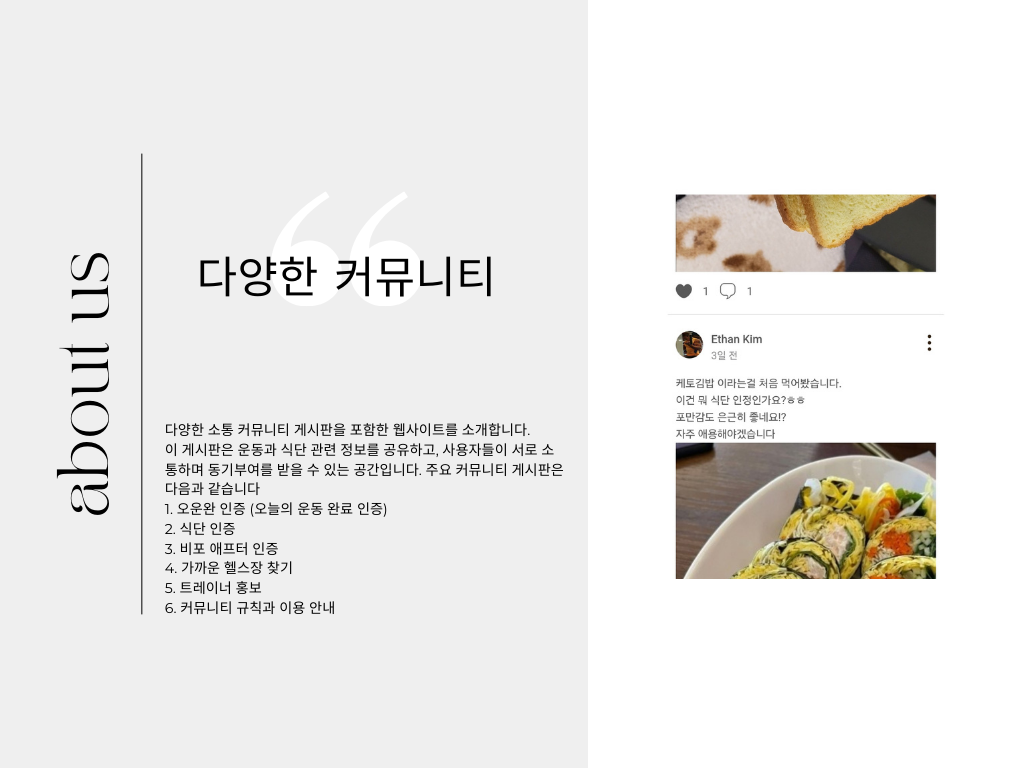 about us
다양한 커뮤니티
다양한 소통 커뮤니티 게시판을 포함한 웹사이트를 소개합니다.
이 게시판은 운동과 식단 관련 정보를 공유하고, 사용자들이 서로 소
통하며 동기부여를 받을 수 있는 공간입니다. 주요 커뮤니티 게시판은
다음과 같습니다
1. 오운완 인증 (오늘의 운동 완료 인증)
2. 식단 인증
3. 비포 애프터 인증
4. 가까운 헬스장 찾기
5. 트레이너 홍보
6. 커뮤니티 규칙과 이용 안내
1 1
Ethan Kim
3일 전
케토김밥 이라는걸 처음 먹어봤습니다.
이건 뭐 식단 인정인가요?ㅎㅎ
포만감도 은근히 좋네요!?
자주 애용해야겠습니다